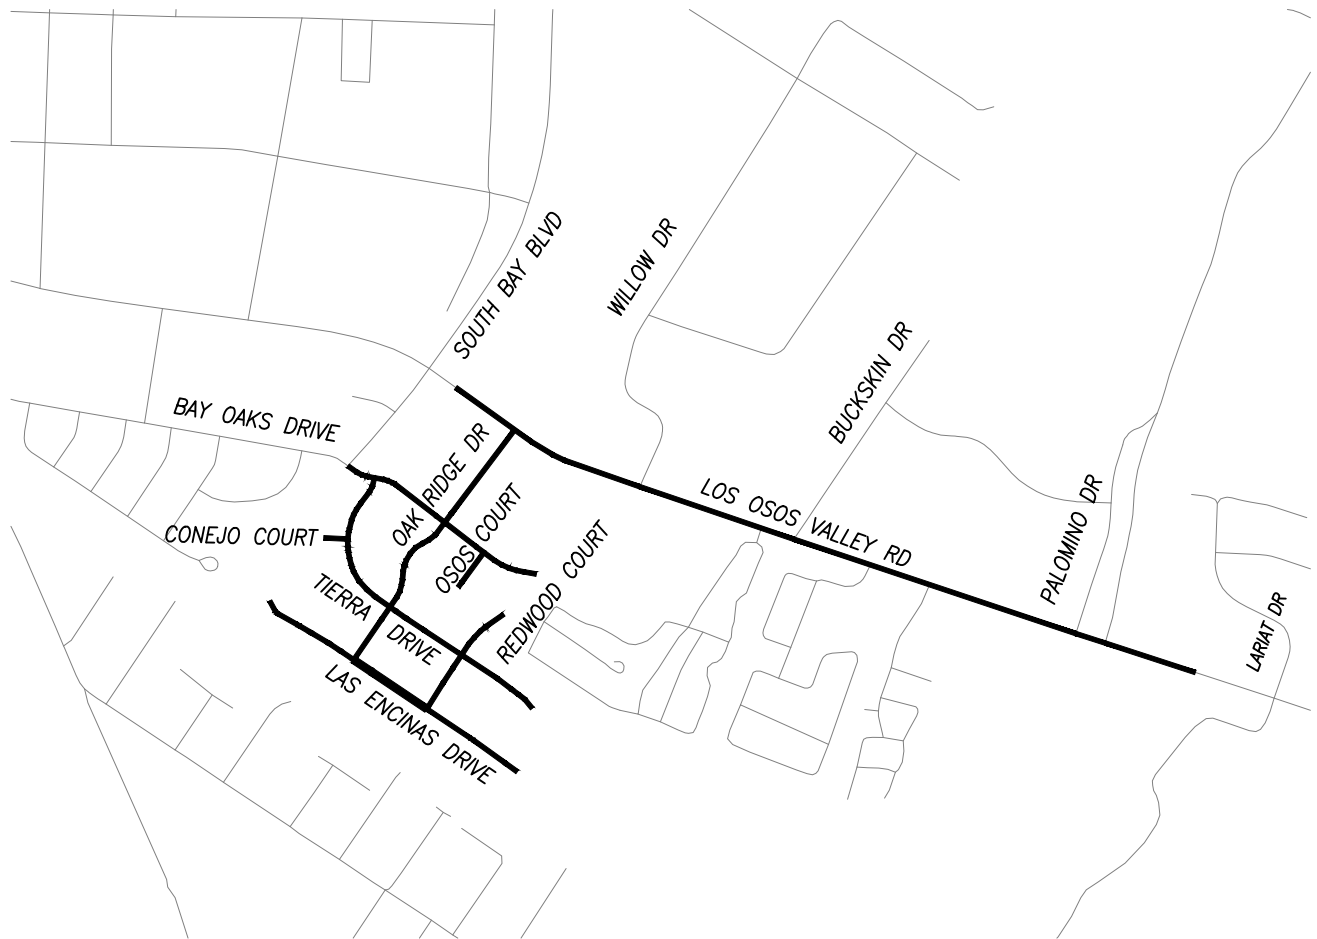 SOUTH BAY BLVD
WILLOW DR
BUCKSKIN DR
BAY OAKS DRIVE
OAK RIDGE DR
LOS OSOS VALLEY RD
PALOMINO DR
CONEJO COURT
OSOS COURT
REDWOOD COURT
TIERRA DRIVE
LARIAT DR
LAS ENCINAS DRIVE